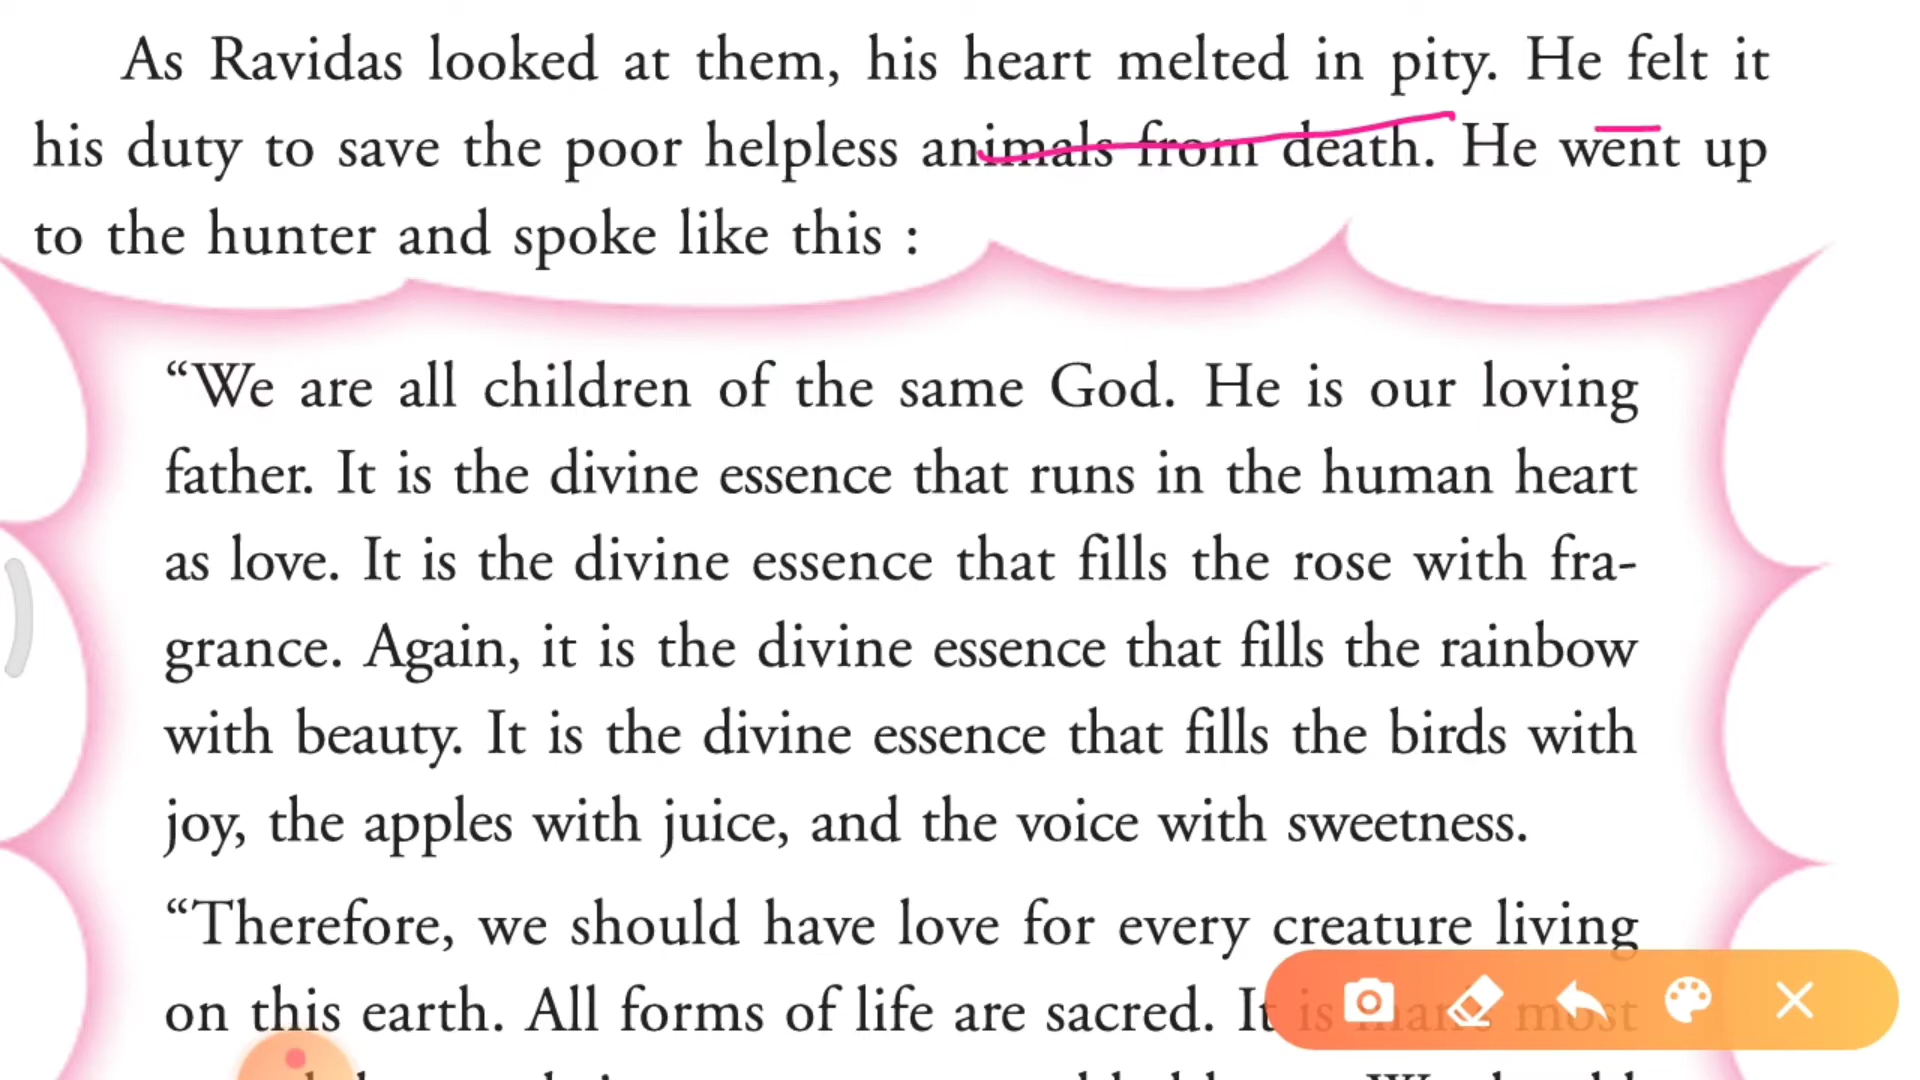 As Ravidas looked at them, his heart melted in pity. He felt it
his duty to save the poor helpless animals from death. He went up
to the hunter and spoke like this :
“We are all children of the same God. He is our loving
father. It is the divine essence that runs in the human heart
as love. It is the divine essence that fills the rose with fra-
grance. Again, it is the divine essence that fills the rainbow
with beauty. It is the divine essence that fills the birds with
joy, the apples with juice, and the voice with sweetness.
“Therefore, we should have love for every creature living
on this earth. All forms of life are sacred. It is man's most